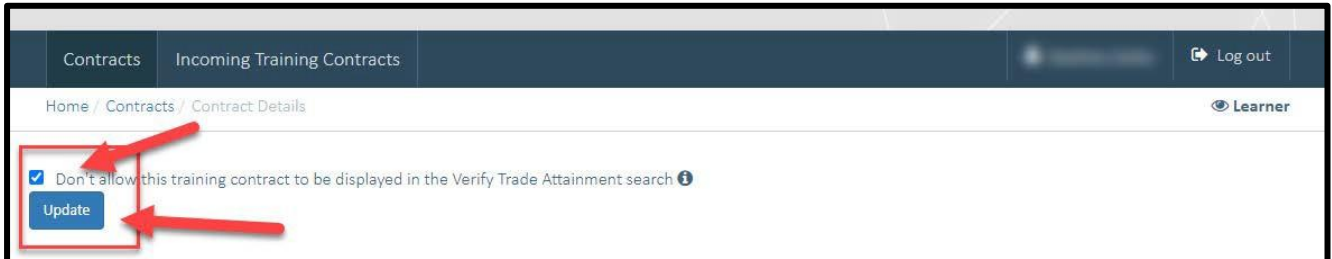 Contracts Incoming Training Contracts Log out
Home / Contracts / Contract Details Learner
Don't allow this training contract to be displayed in the Verify Trade Attainment search
Update